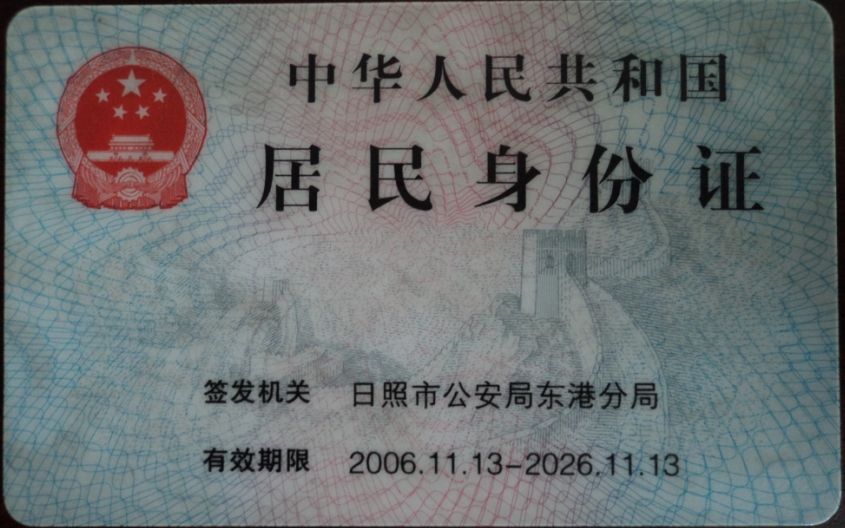 中华人民共和国
居民身份证
签发机关 日照市公安局东港分局
有效期限 2006.11.13-2026.11.13